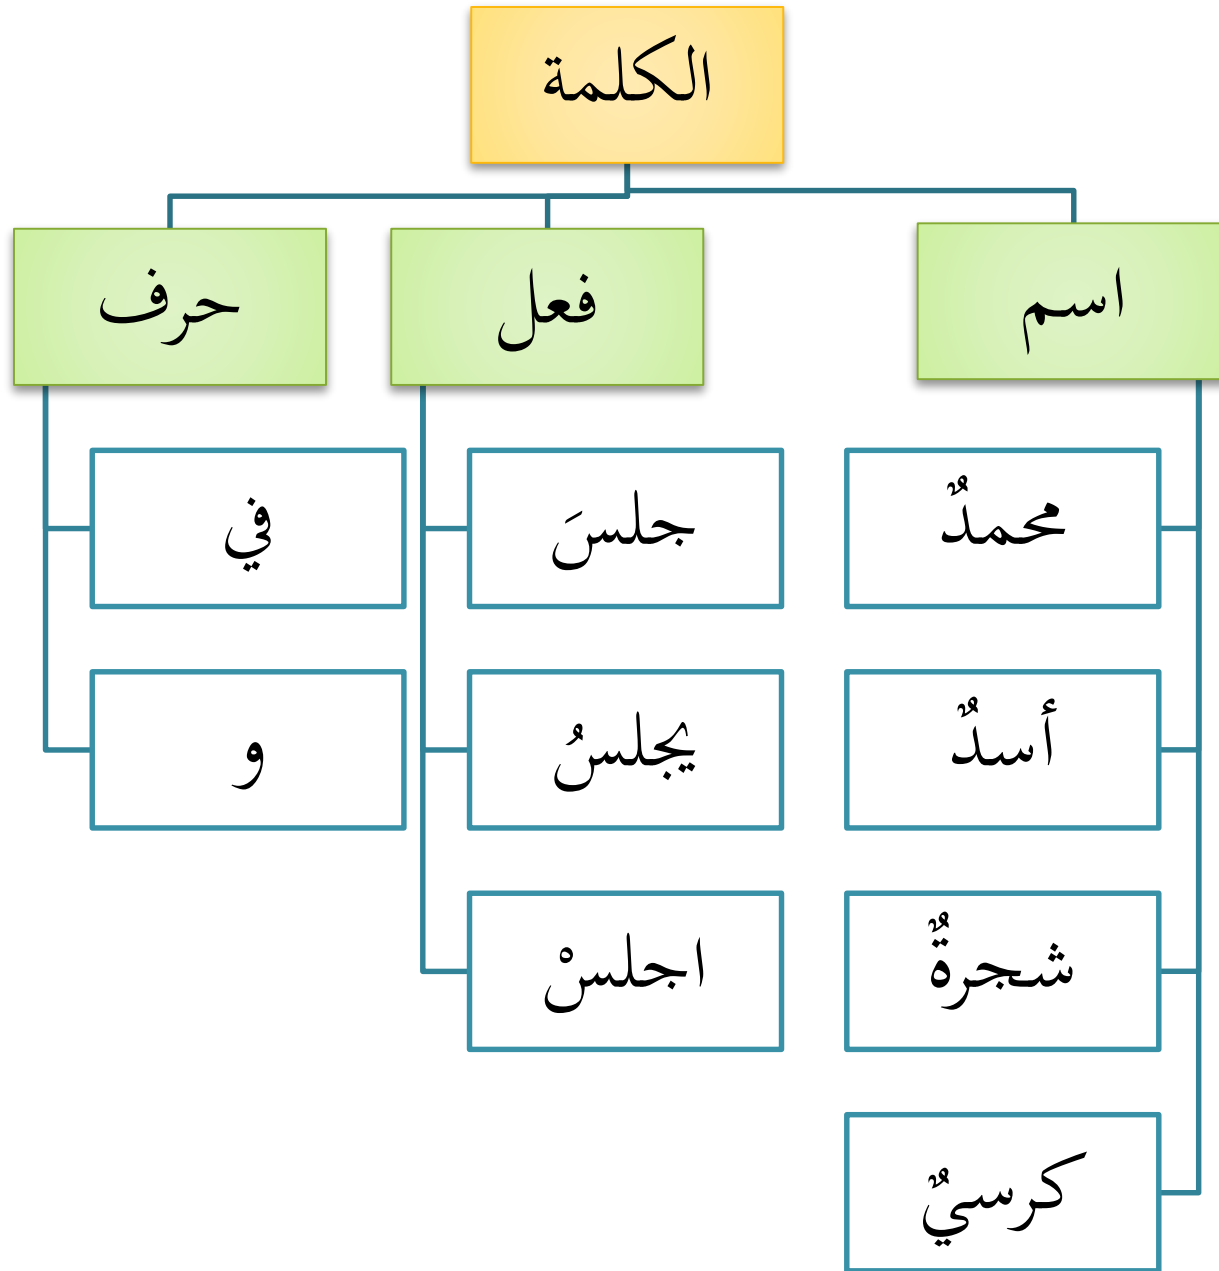 الكلمة
اسم
فعل
حرف
محمدٌ
جلسَ
في
أسدٌ
يجلسُ
و
شجرةٌ
اجلسْ
كرسيٌ